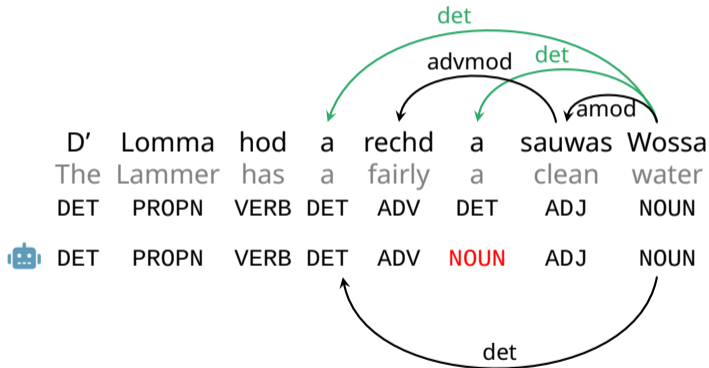 det
advmod det
amod
D’ Lomma hod a rechd a sauwas Wossa
The Lammer has a fairly a clean water
DET PROPN VERB DET ADV DET ADJ NOUN
DET PROPN VERB DET ADV NOUN ADJ NOUN
det